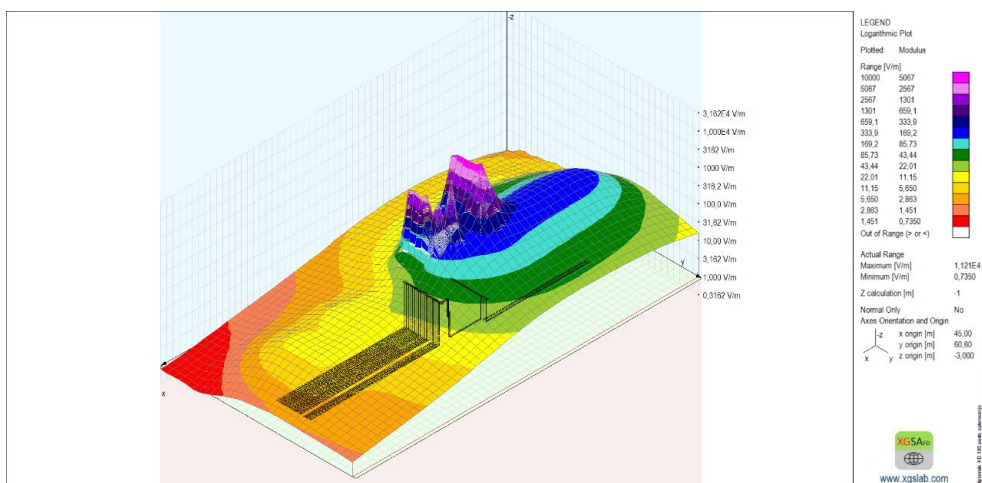 -z
3,162E4 V/m
1,000E4 V/m
3162 V/m
1000 V/m
316,2 V/m
100,0 V/m
31,62 V/m
10,00 V/m
3,162 V/m
1,000 V/m
0,3162 V/m
y
x
LEGEND
Logarithmic Plot
Plotted: Modulus
Range [V/m]
10000 5067
5067 2567
2567 1301
1301 659,1
659,1 333,9
333,9 169,2
169,2 85,73
85,73 43,44
43,44 22,01
22,01 11,15
11,15 5,650
5,650 2,863
2,863 1,451
1,451 0,7350
Out of Range (> or <)
Actual Range
Maximum [V/m] 1,121E4
Minimum [V/m] 0,7350
Z calculation [m] -1
Normal Only No
Axes Orientation and Origin
-z x origin [m] 45,00
y origin [m] 60,60
x y z origin [m] -3,000
XGSA FD
www.xgslab.com